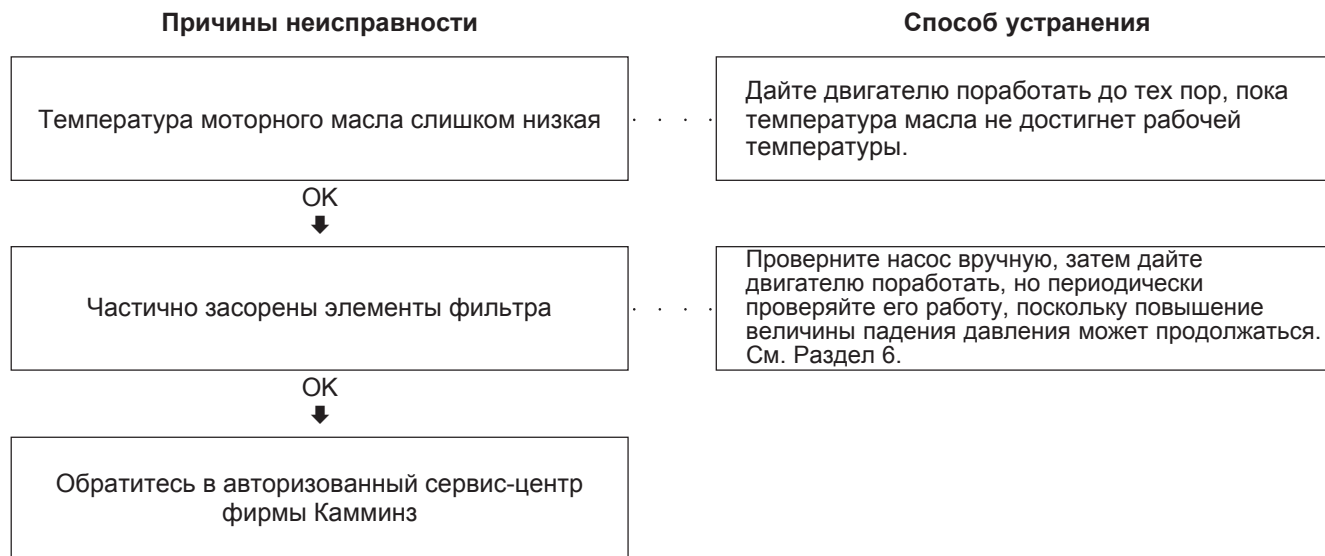 Причины неисправности
Способ устранения
Температура моторного масла слишком низкая
Дайте двигателю поработать до тех пор, пока
температура масла не достигнет рабочей
температуры.
OK
Частично засорены элементы фильтра
Проверните насос вручную, затем дайте
двигателю поработать, но периодически
проверяйте его работу, поскольку повышение
величины падения давления может продолжаться.
См. Раздел 6.
OK
Обратитесь в авторизованный сервис-центр
фирмы Камминз